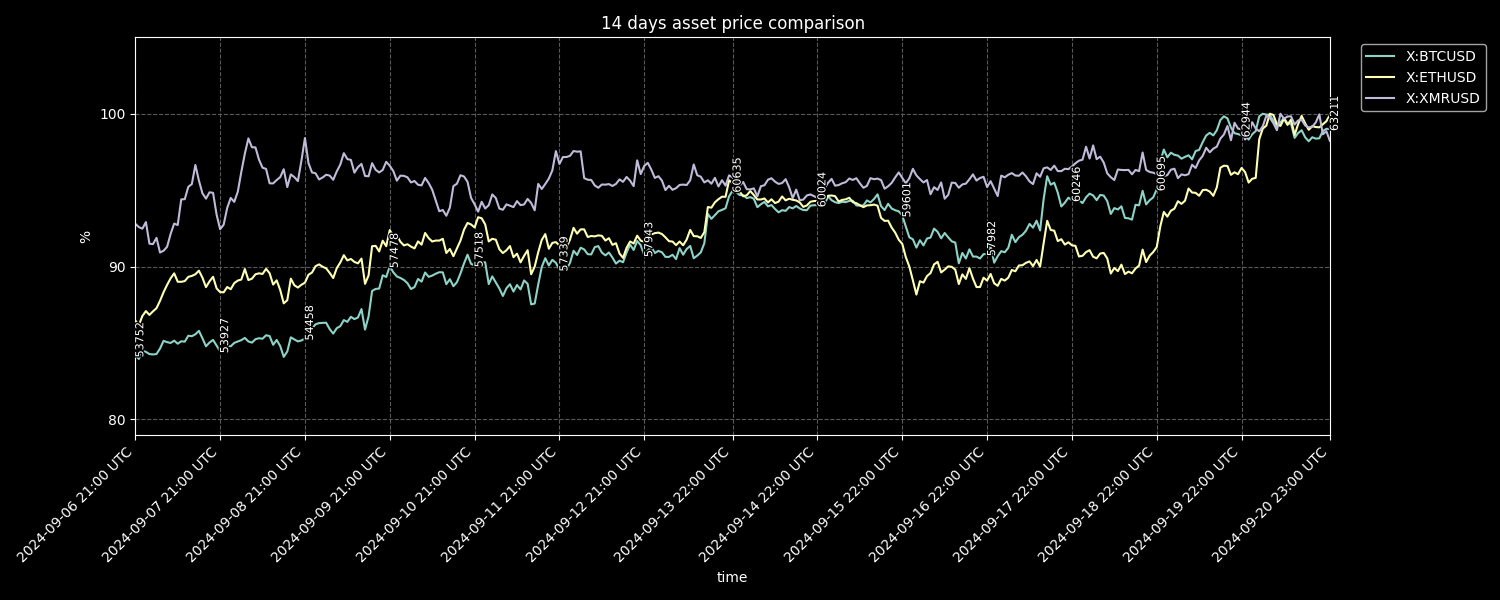 14 days asset price comparison
X:BTCUSD
X:ETHUSD
X:XMRUSD
%
100
90
80
53752
53927
54458
57478
57518
57339
57943
60635
60024
59601
57982
60246
60695
62944
63211
2024-09-06 21:00 UTC
2024-09-07 21:00 UTC
2024-09-08 21:00 UTC
2024-09-09 21:00 UTC
2024-09-10 21:00 UTC
2024-09-11 21:00 UTC
2024-09-12 21:00 UTC
2024-09-13 22:00 UTC
2024-09-14 22:00 UTC
2024-09-15 22:00 UTC
2024-09-16 22:00 UTC
2024-09-17 22:00 UTC
2024-09-18 22:00 UTC
2024-09-19 22:00 UTC
2024-09-20 23:00 UTC
time